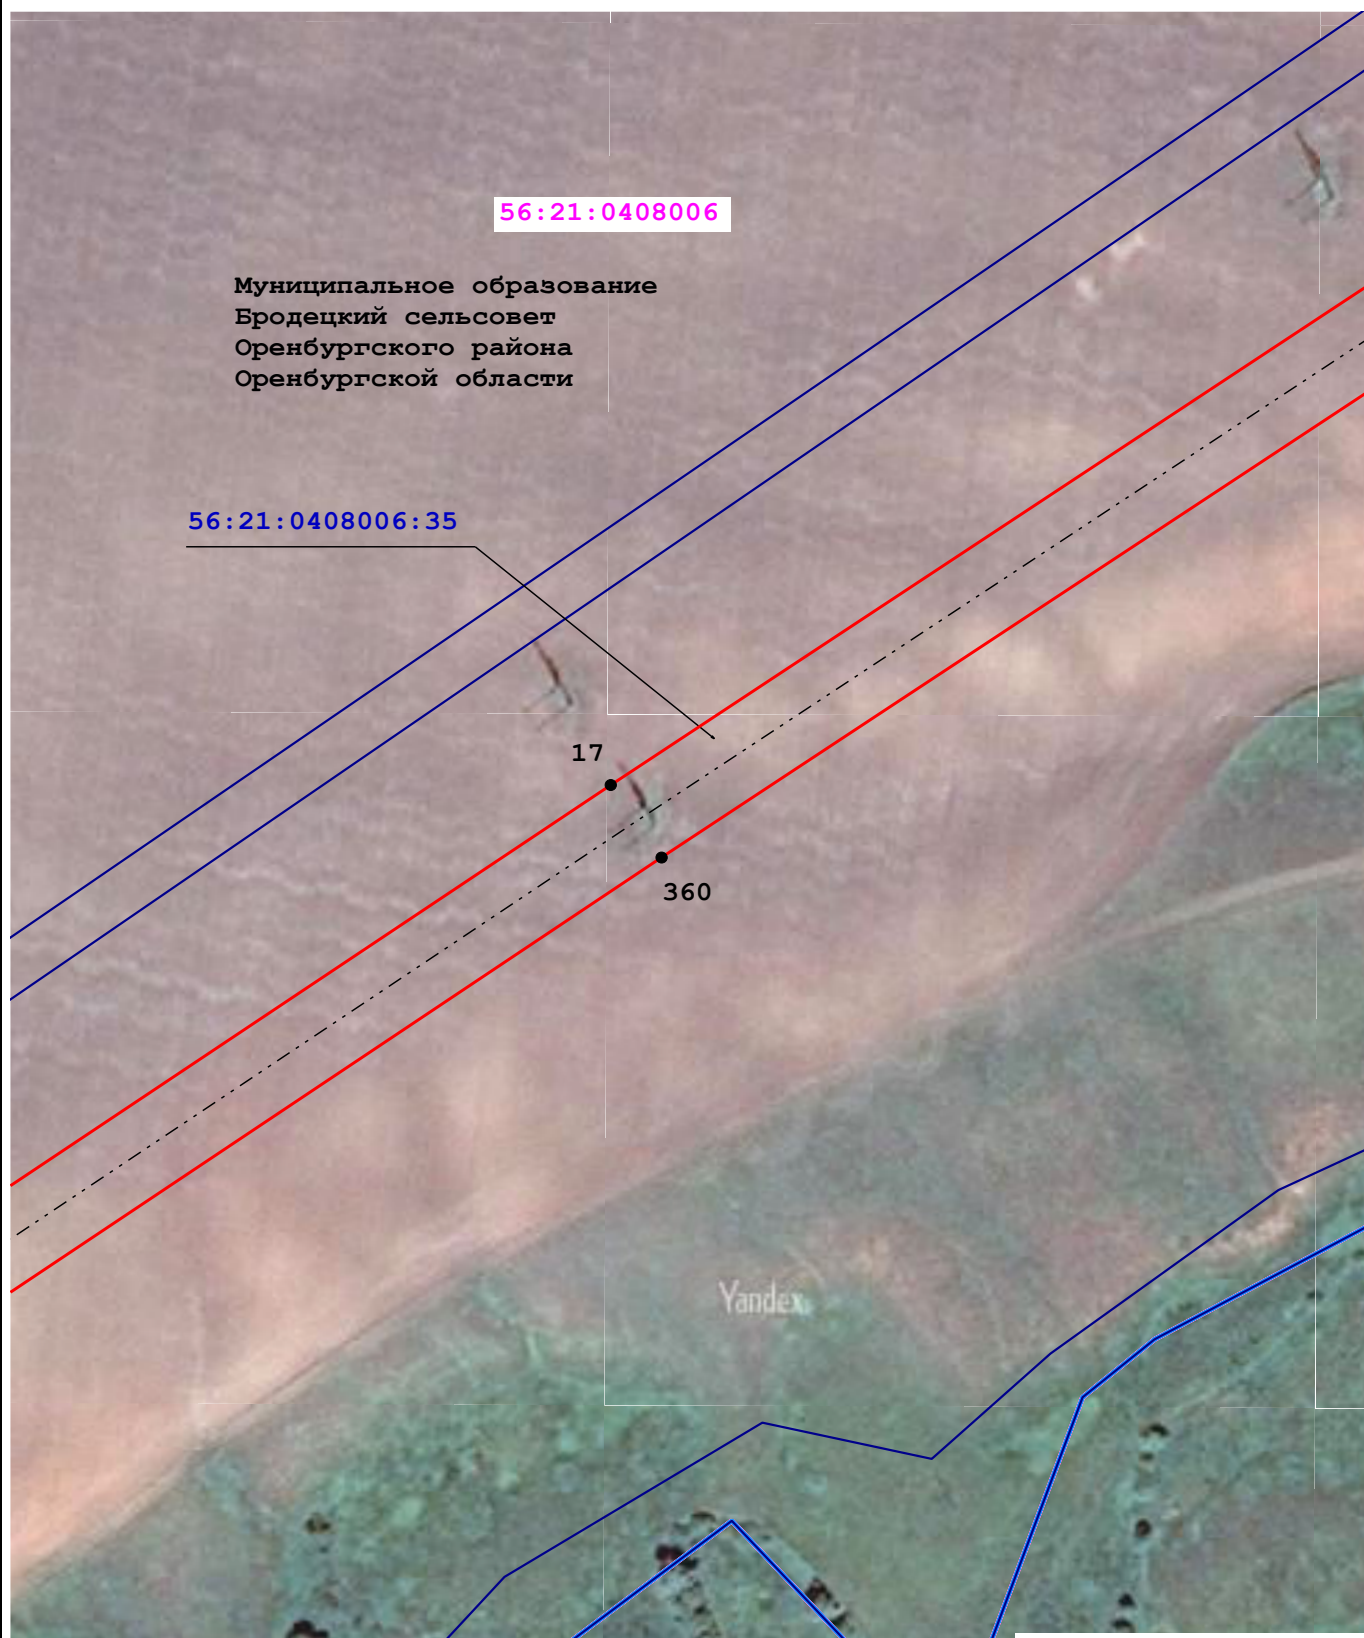 56:21:0408006
Муниципальное образование
Бродецкий сельсовет
Оренбургского района
Оренбургской области
56:21:0408006:35
17
360
Yandex